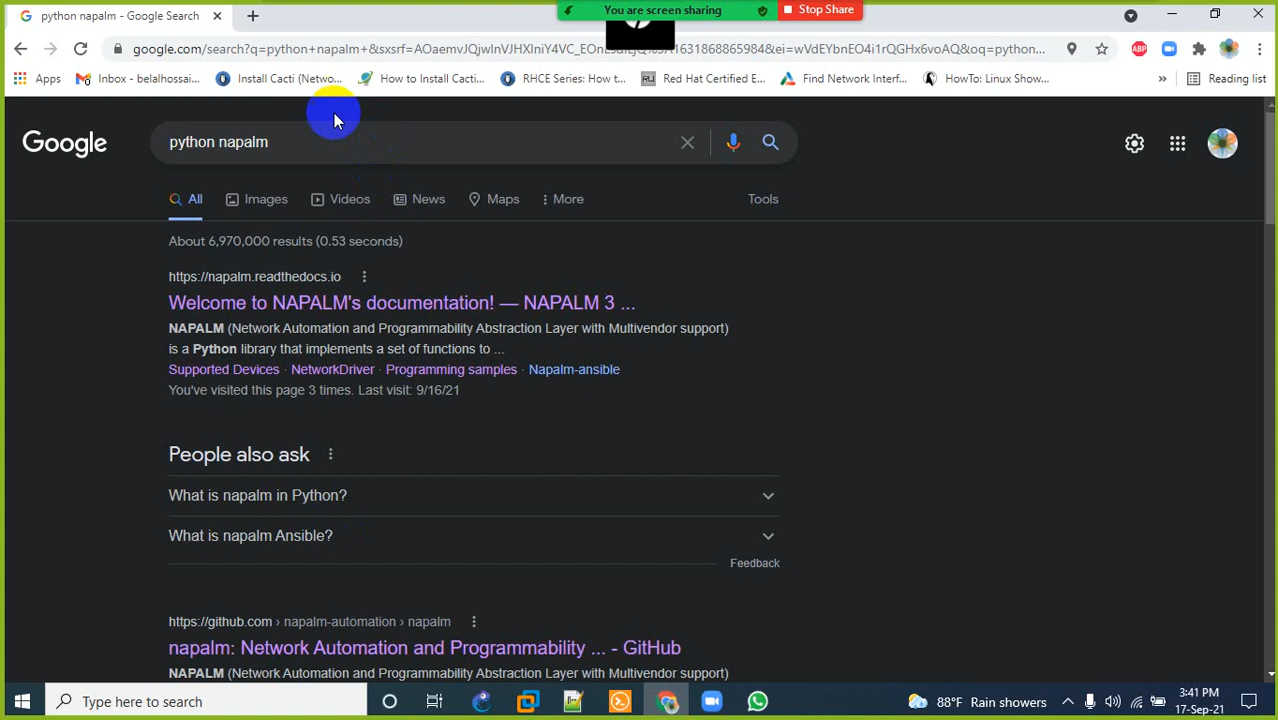 python napalm - Google Search
You are screen sharing
Stop Share
google.com/search?q=python+napalm+&sxsrf=AOaemvJQjwInVJHXIniY4VC_
Apps
Inbox - belalhossai...
Install Cacti (Netwo...
How to Install Cacti...
RHCE Series: How t...
RU
Red Hat Certified E...
Find Network Interf...
HowTo: Linux Show...
»
Reading list
ABP
Google
python napalm
All
Images
Videos
News
Maps
More
Tools
About 6,970,000 results (0.53 seconds)
https://napalm.readthedocs.io
Welcome to NAPALM's documentation! — NAPALM 3 ...
NAPALM (Network Automation and Programmability Abstraction Layer with Multivendor support)
is a Python library that implements a set of functions to ...
Supported Devices · NetworkDriver · Programming samples · Napalm-ansible
You've visited this page 3 times. Last visit: 9/16/21
People also ask
What is napalm in Python?
What is napalm Ansible?
Feedback
https://github.com › napalm-automation › napalm
napalm: Network Automation and Programmability ... - GitHub
NAPALM (Network Automation and Programmability Abstraction Layer with Multivendor support)
Type here to search
88°F Rain showers
3:41 PM
17-Sep-21